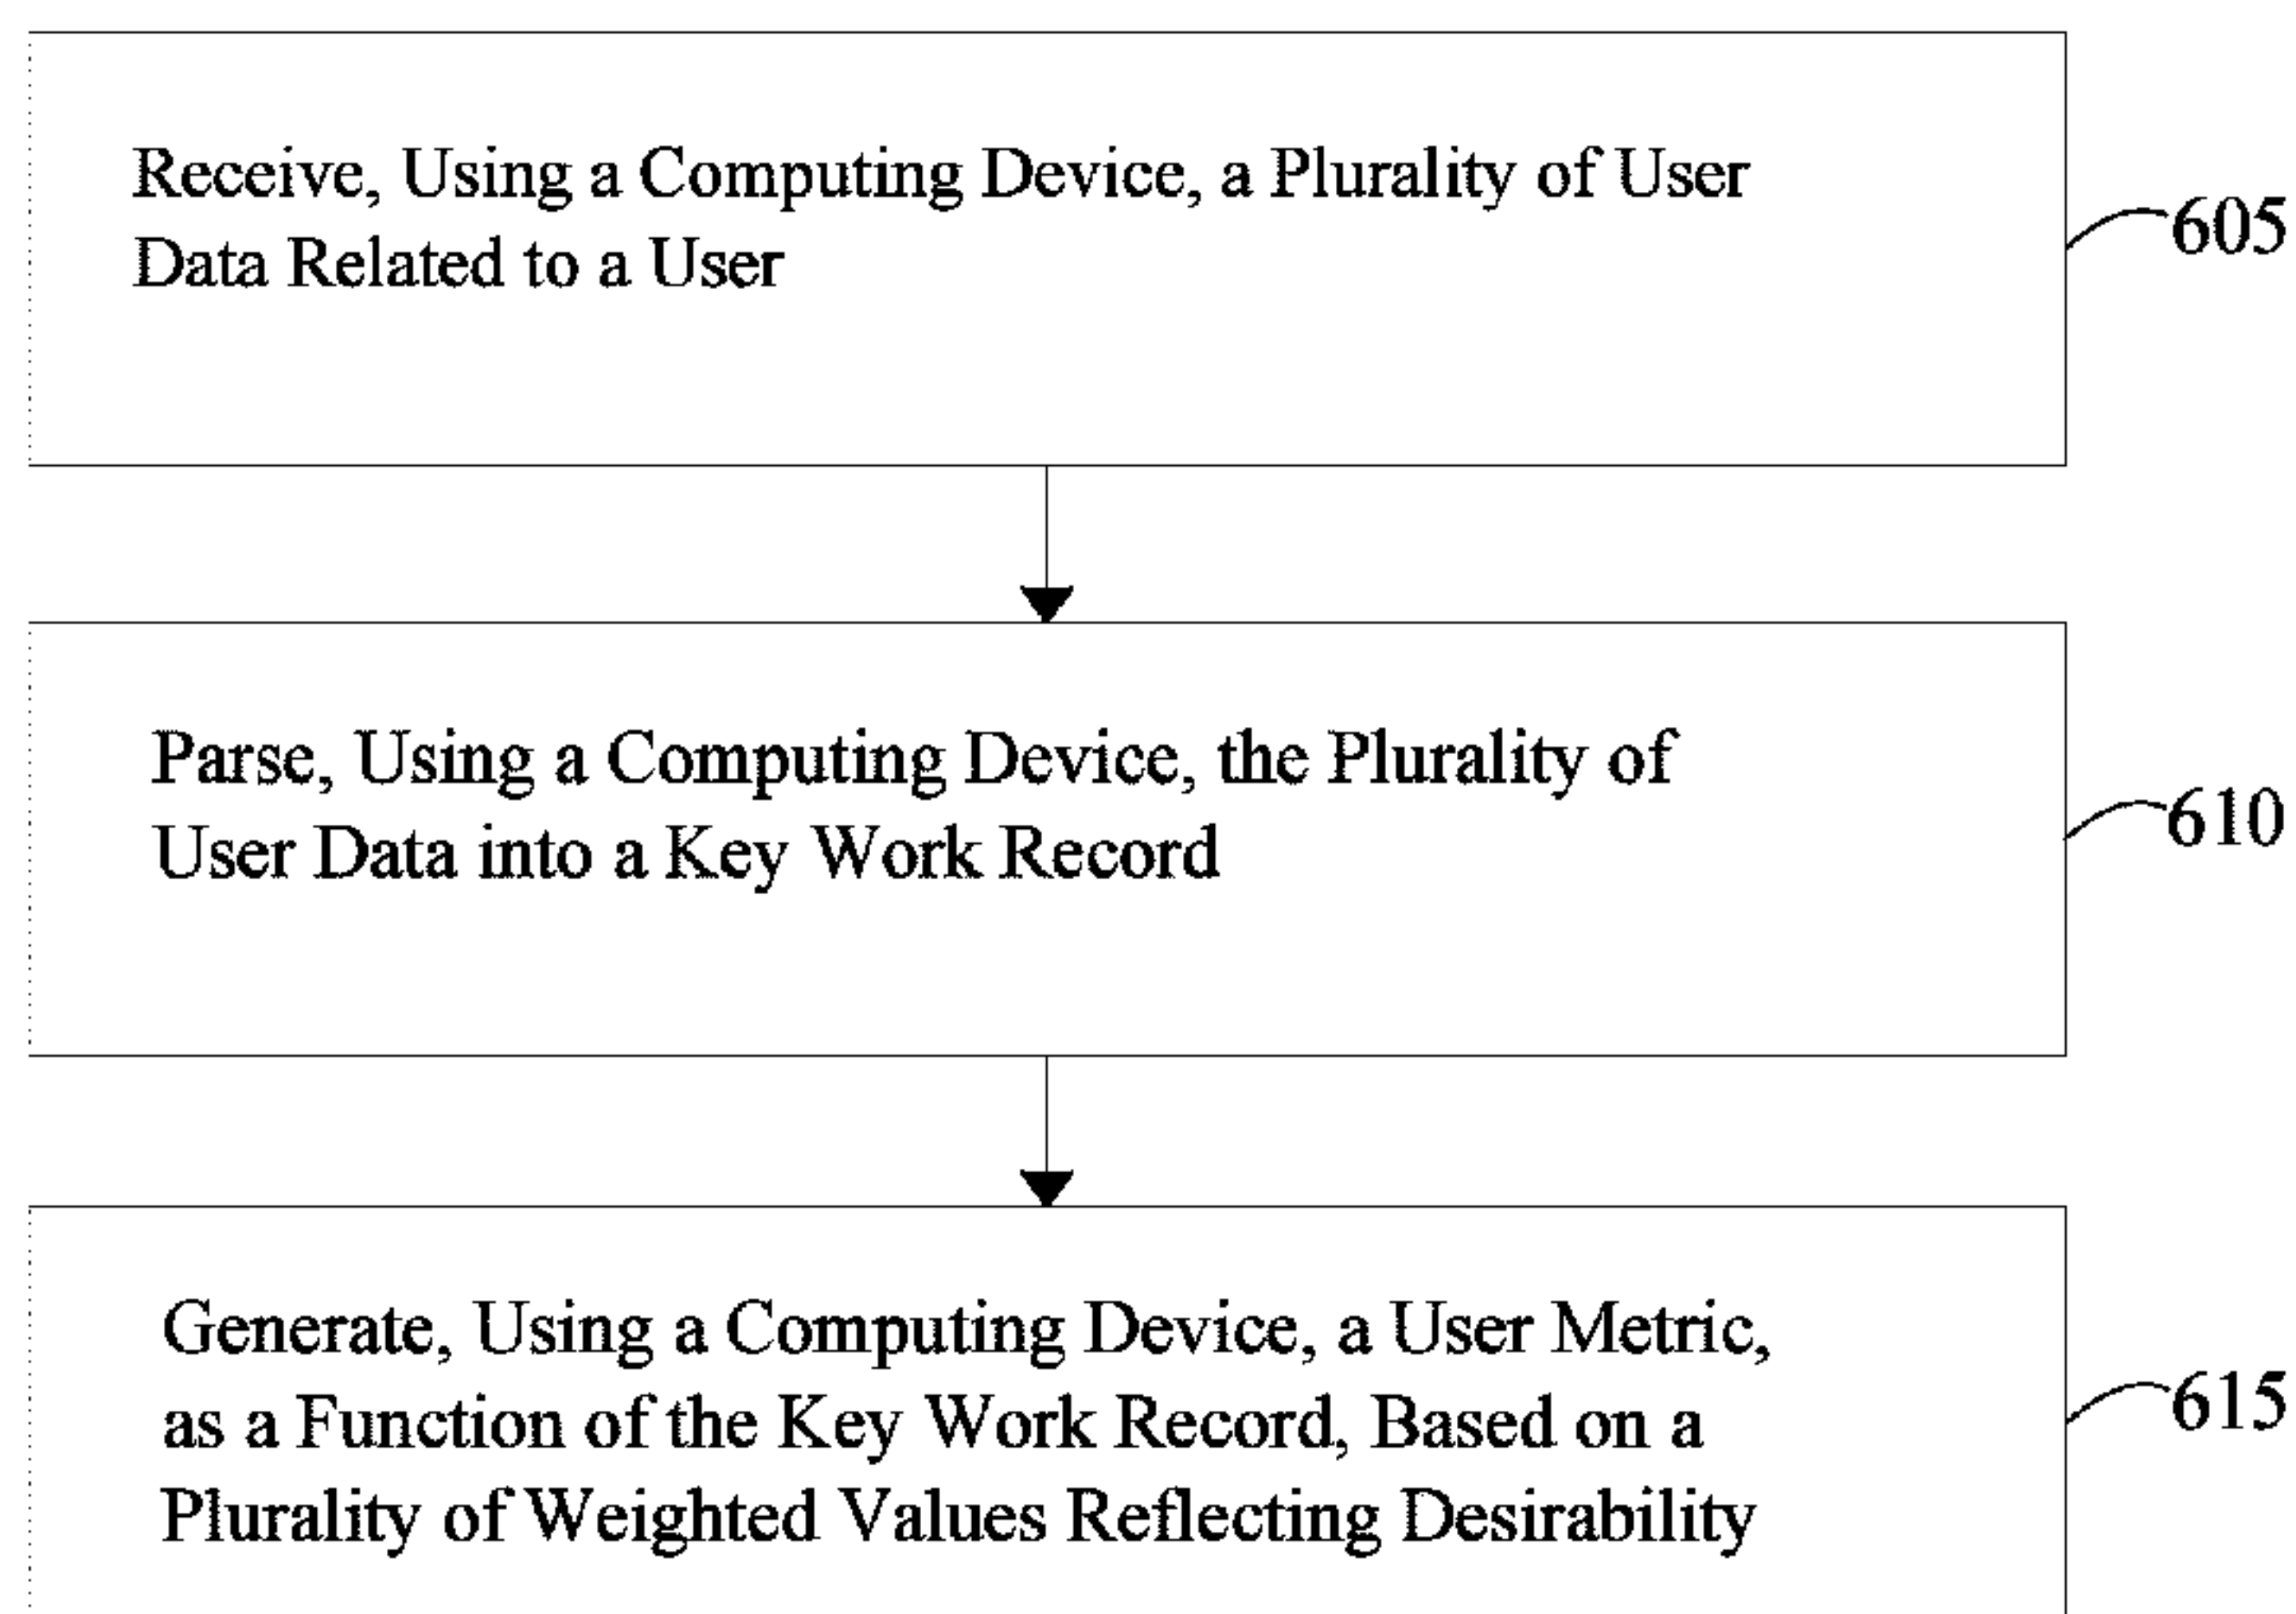 Receive, Using a Computing Device, a Plurality of User
Data Related to a User
605
Parse, Using a Computing Device, the Plurality of
User Data into a Key Work Record
610
Generate, Using a Computing Device, a User Metric,
as a Function of the Key Work Record, Based on a
Plurality of Weighted Values Reflecting Desirability
615